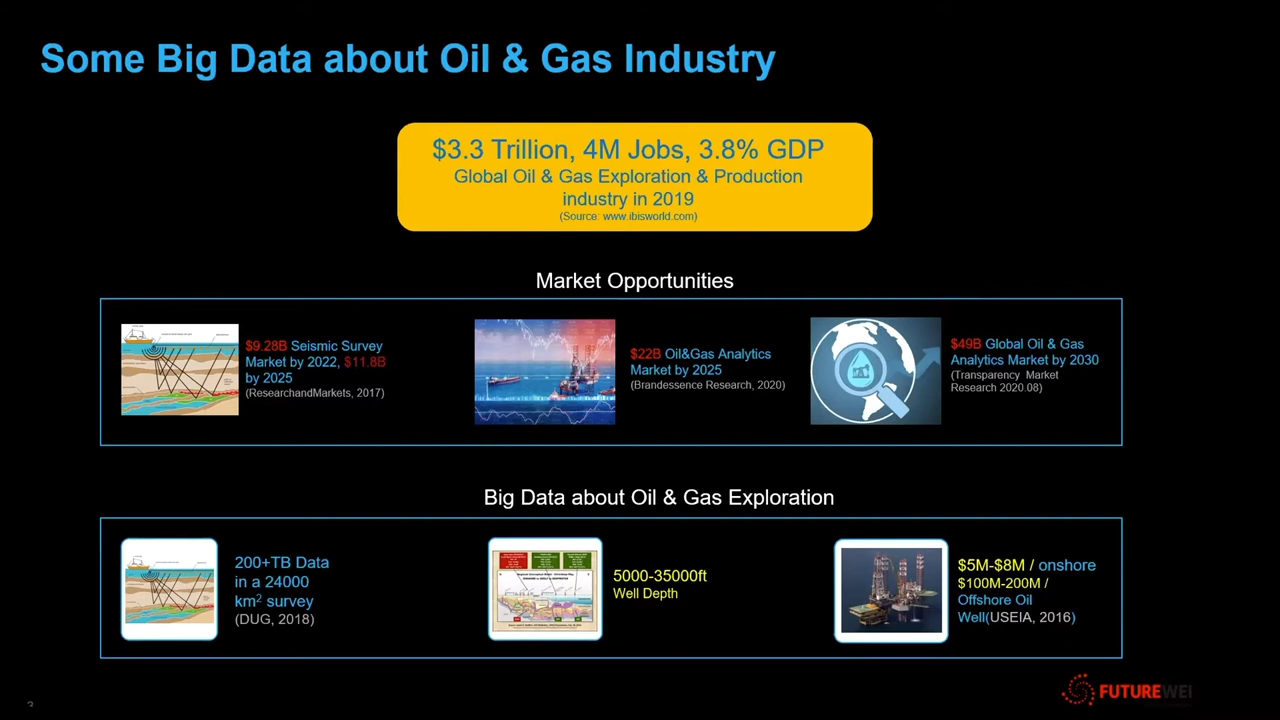 Some Big Data about Oil & Gas Industry
$3.3 Trillion, 4M Jobs, 3.8% GDP
Global Oil & Gas Exploration & Production
industry in 2019
(Source: www.ibisworld.com)
Market Opportunities
$9.28B Seismic Survey
Market by 2022, $11.8B
by 2025
(ResearchandMarkets, 2017)
$22B Oil&Gas Analytics
Market by 2025
(Brandessence Research, 2020)
$49B Global Oil & Gas
Analytics Market by 2030
(Transparency Market
Research 2020.08)
Big Data about Oil & Gas Exploration
200+TB Data
in a 24000
km² survey
(DUG, 2018)
5000-35000ft
Well Depth
$5M-$8M / onshore
$100M-200M /
Offshore Oil
Well(USEIA, 2016)
FUTUREWEI
3